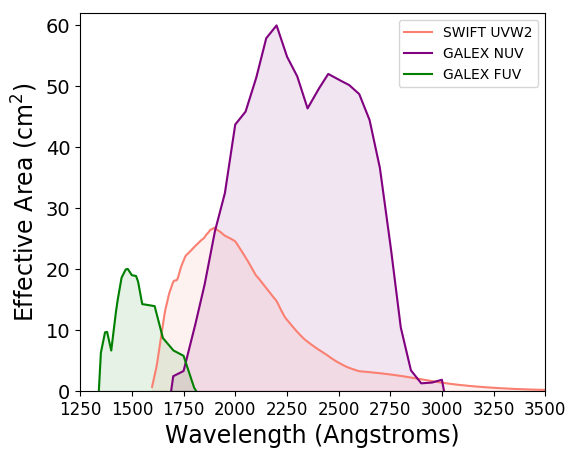 SWIFT UVW2
GALEX NUV
GALEX FUV
Effective Area (cm²)
60
50
40
30
20
10
0
1250 1500 1750 2000 2250 2500 2750 3000 3250 3500
Wavelength (Angstroms)